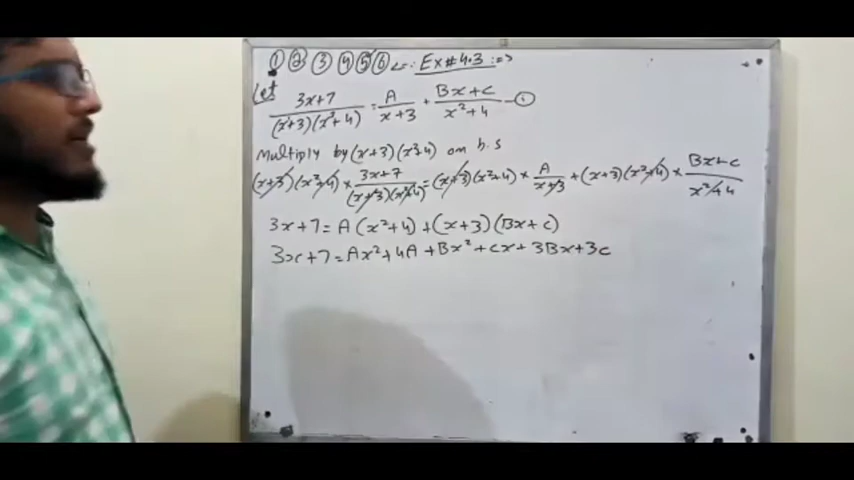 ① ② ③ ④ ⑤ ⑥ <-: Ex#4.3 :->
Let
3x+7/(x+3)(x²+4) = A/x+3 + Bx+c/x²+4 —①
Multiply by (x+3)(x²+4) on b.s
(x+3)(x²+4) × 3x+7/(x+3)(x²+4) = (x+3)(x²+4) × A/x+3 + (x+3)(x²+4) × Bx+c/x²+4
3x+7 = A(x²+4) + (x+3)(Bx+c)
3x+7 = Ax²+4A+Bx²+cx+3Bx+3c